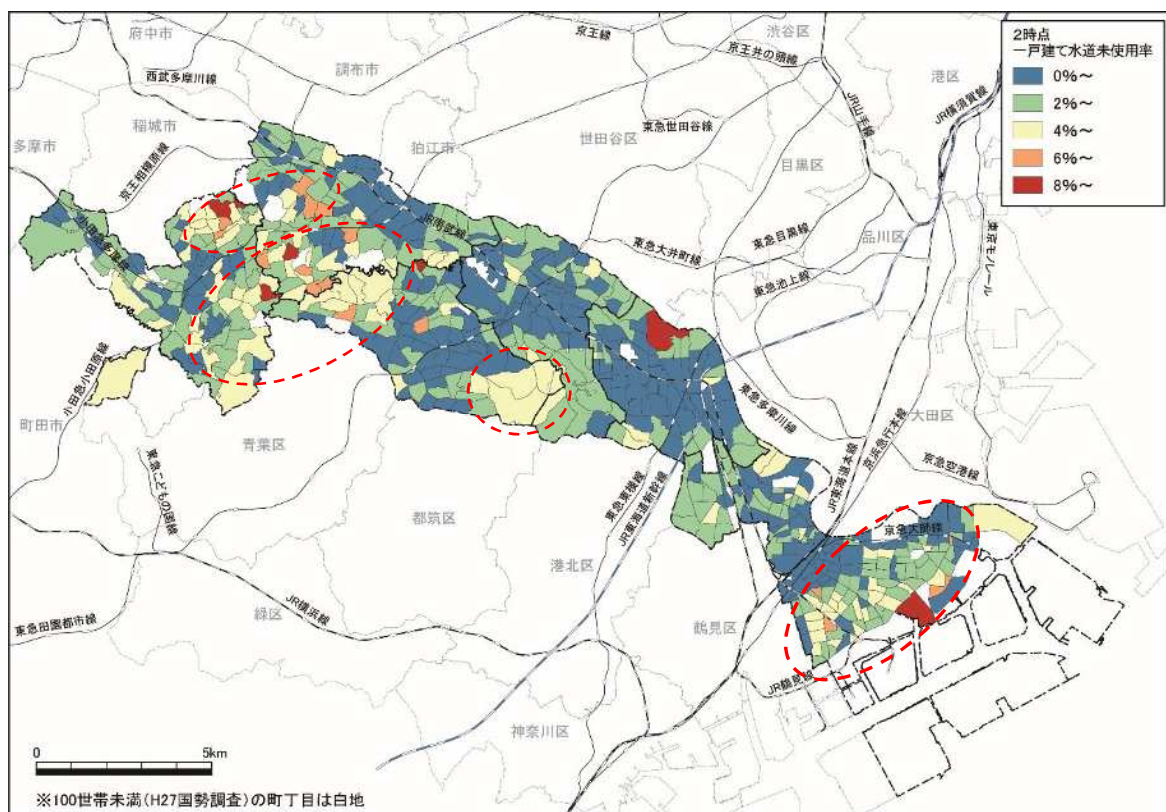 府中市
京王線
渋谷区
京王井の頭線
港区
調布市
西武多摩川線
JR山手線
JR横須賀線
稲城市
東急世田谷線
世田谷区
多摩市
狛江市
目黒区
京王相模原線
JR南武線
東急大井町線
東急目黒線
品川区
東急池上線
東京モノレール
小田急小田原線
町田市
東急多摩川線
大田区
青葉区
東急こどもの国線
京急空港線
JR東海道本線
京浜急行本線
都筑区
東急東横線
JR東海道新幹線
京急大師線
港北区
緑区
JR横浜線
東急田園都市線
鶴見区
JR鶴見線
神奈川区
2時点
一戸建て水道未使用率
0%~
2%~
4%~
6%~
8%~
0
5km
※100世帯未満(H27国勢調査)の町丁目は白地